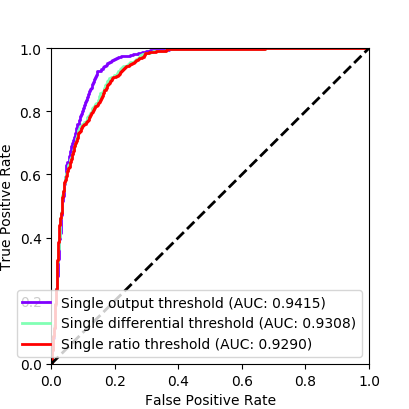 1.0
0.8
0.6
0.4
0.2
0.0
True Positive Rate
Single output threshold (AUC: 0.9415)
Single differential threshold (AUC: 0.9308)
Single ratio threshold (AUC: 0.9290)
0.0 0.2 0.4 0.6 0.8 1.0
False Positive Rate